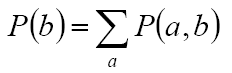 P(b) = ∑ P(a, b)
a